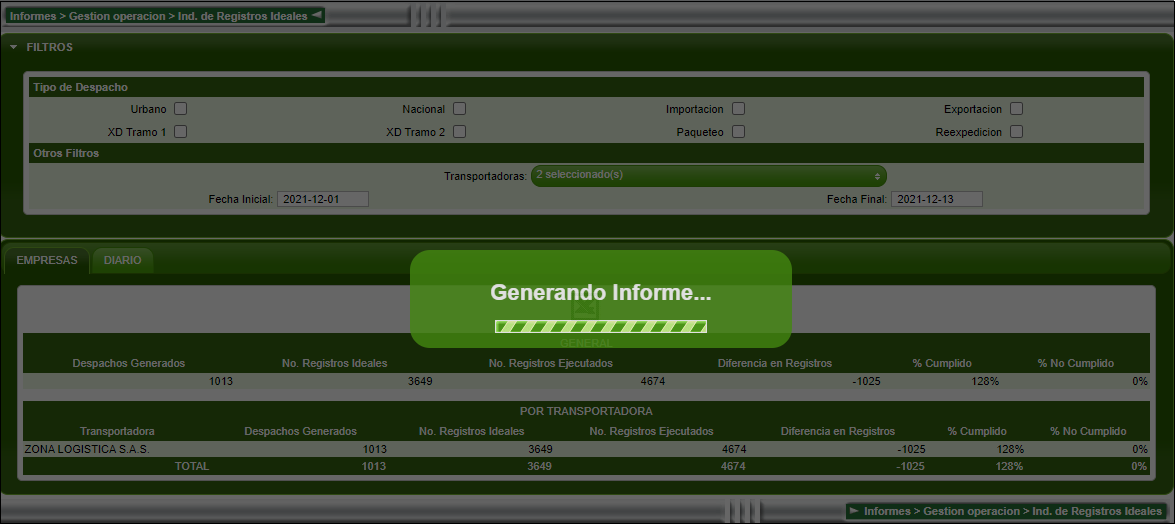 Informes > Gestion operacion > Ind. de Registros Ideales
FILTROS
Tipo de Despacho
Urbano Nacional Importacion Exportacion
XD Tramo 1 XD Tramo 2 Paqueteo Reexpedicion
Otros Filtros
Transportadoras: 2 seleccionado(s)
Fecha Inicial: 2021-12-01 Fecha Final: 2021-12-13
EMPRESAS DIARIO
Generando Informe...
GENERAL
Despachos Generados No. Registros Ideales No. Registros Ejecutados Diferencia en Registros % Cumplido % No Cumplido
1013 3649 4674 -1025 128% 0%
POR TRANSPORTADORA
Transportadora Despachos Generados No. Registros Ideales No. Registros Ejecutados Diferencia en Registros % Cumplido % No Cumplido
ZONA LOGISTICA S.A.S. 1013 3649 4674 -1025 128% 0%
TOTAL 1013 3649 4674 -1025 128% 0%
Informes > Gestion operacion > Ind. de Registros Ideales